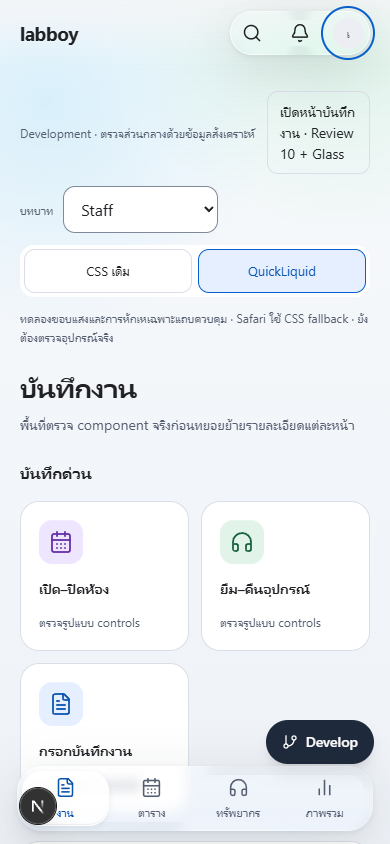 labboy
Development · ตรวจส่วนกลางด้วยข้อมูลสังเคราะห์
เปิดหน้าบันทึก
งาน · Review
10 + Glass
บทบาท
Staff
CSS เดิม
QuickLiquid
ทดลองขอบแสงและการหักเหเฉพาะแถบควบคุม · Safari ใช้ CSS fallback · ยัง
ต้องตรวจอุปกรณ์จริง
บันทึกงาน
พื้นที่ตรวจ component จริงก่อนทยอยย้ายรายละเอียดแต่ละหน้า
บันทึกด่วน
เปิด–ปิดห้อง
ตรวจรูปแบบ controls
ยืม–คืนอุปกรณ์
ตรวจรูปแบบ controls
กรอกบันทึกงาน
Develop
N
งาน
ตาราง
ทรัพยากร
ภาพรวม